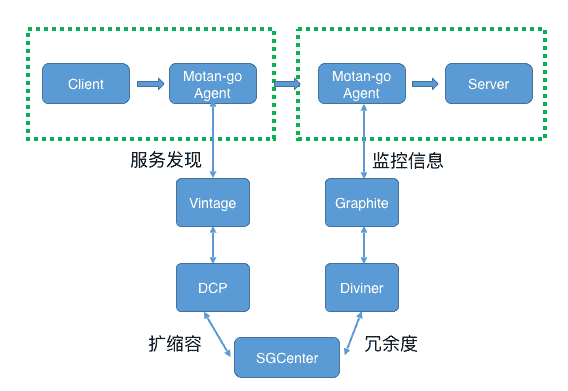 Client
Motan-go
Agent
Motan-go
Agent
Server
服务发现
监控信息
Vintage
Graphite
DCP
Diviner
扩缩容
冗余度
SGCenter